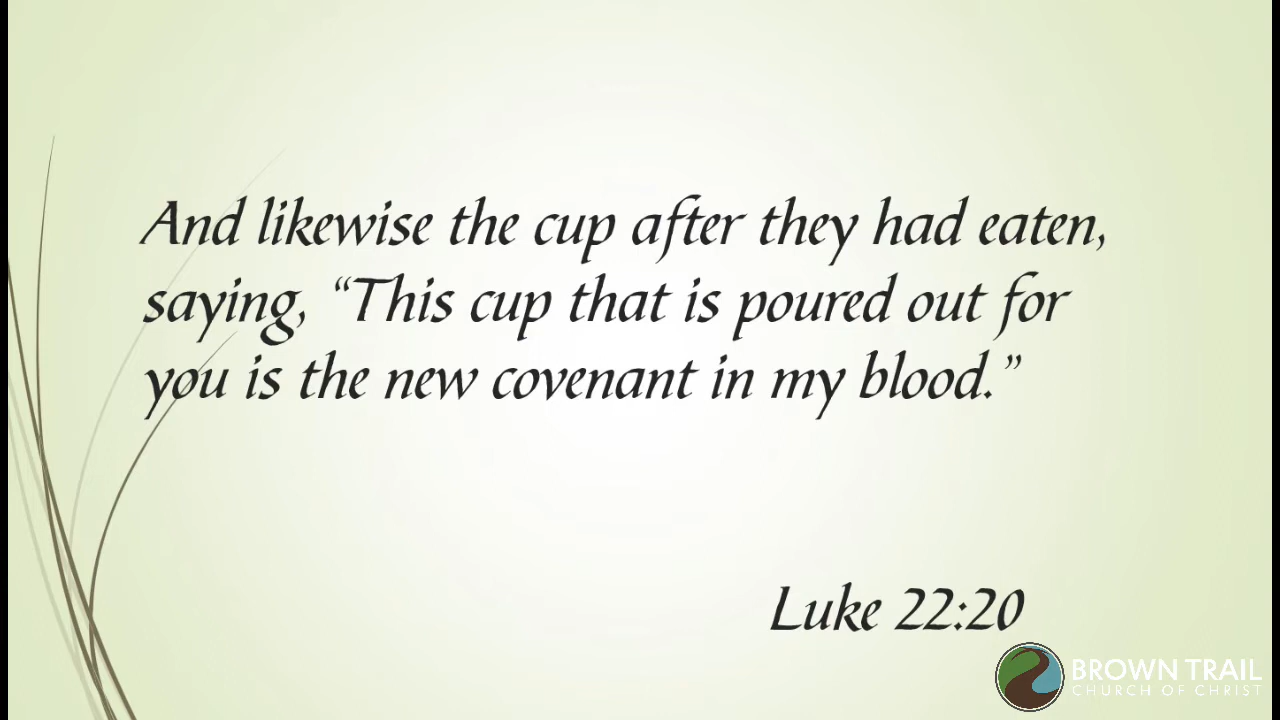 And likewise the cup after they had eaten,
saying, “This cup that is poured out for
you is the new covenant in my blood.”
Luke 22:20
BROWN TRAIL
CHURCH OF CHRIST